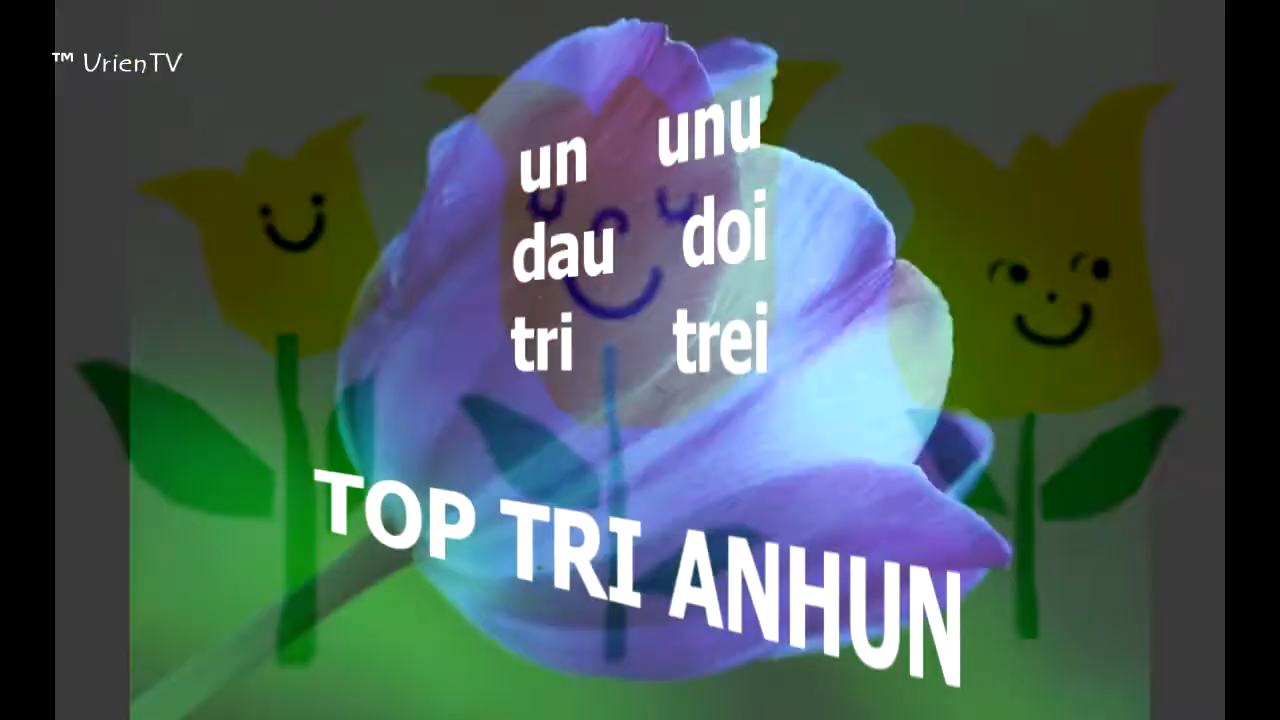 ™ UrienTV
un unu
dau doi
tri trei
TOP TRI ANHUN